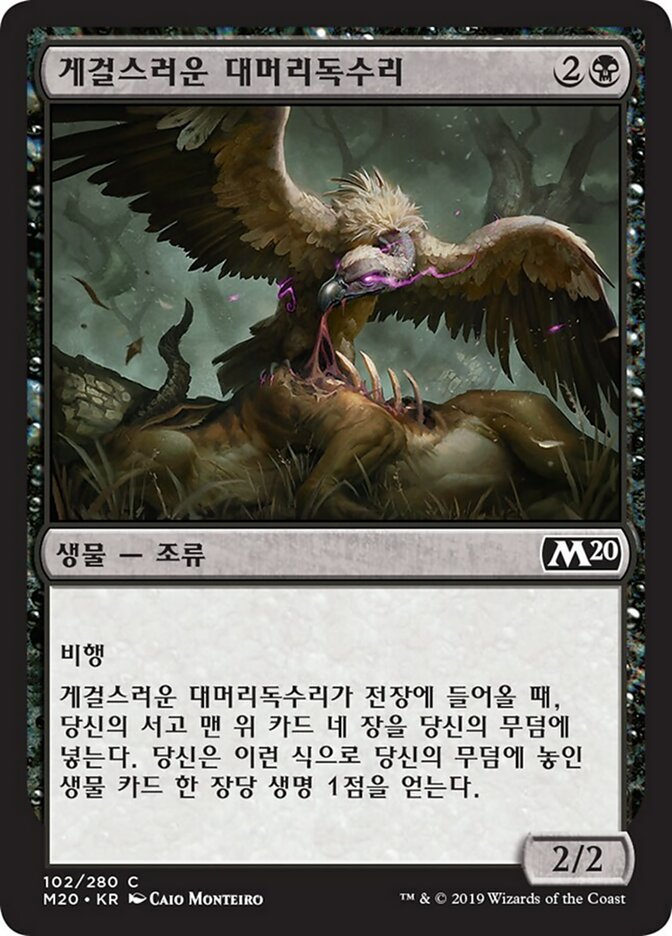 게걸스러운 대머리독수리 2
생물 — 조류 M20
비행
게걸스러운 대머리독수리가 전장에 들어올 때,
당신의 서고 맨 위 카드 네 장을 당신의 무덤에
넣는다. 당신은 이런 식으로 당신의 무덤에 놓인
생물 카드 한 장당 생명 1점을 얻는다.
2/2
102/280 C
M20 • KR Caio Monteiro ™ & © 2019 Wizards of the Coast